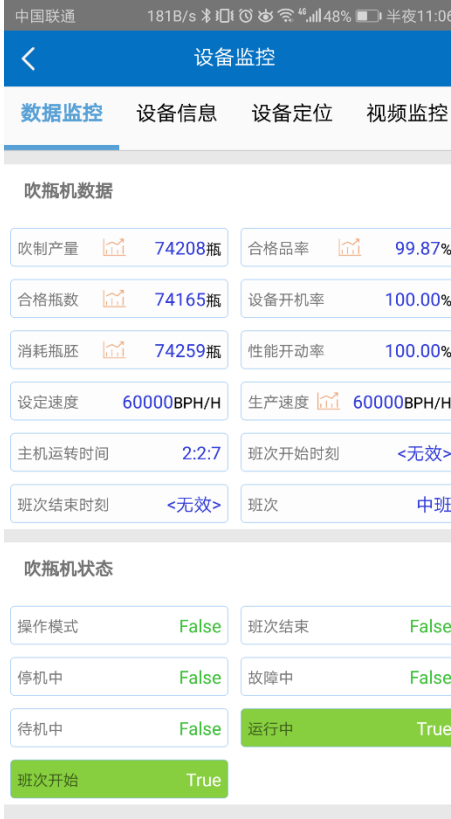 中国联通 181B/s 4G 48% 半夜11:06
设备监控
数据监控 设备信息 设备定位 视频监控
吹瓶机数据
吹制产量 74208瓶 合格品率 99.87%
合格瓶数 74165瓶 设备开机率 100.00%
消耗瓶胚 74259瓶 性能开动率 100.00%
设定速度 60000BPH/H 生产速度 60000BPH/H
主机运转时间 2:2:7 班次开始时刻 <无效>
班次结束时刻 <无效> 班次 中班
吹瓶机状态
操作模式 False 班次结束 False
停机中 False 故障中 False
待机中 False 运行中 True
班次开始 True